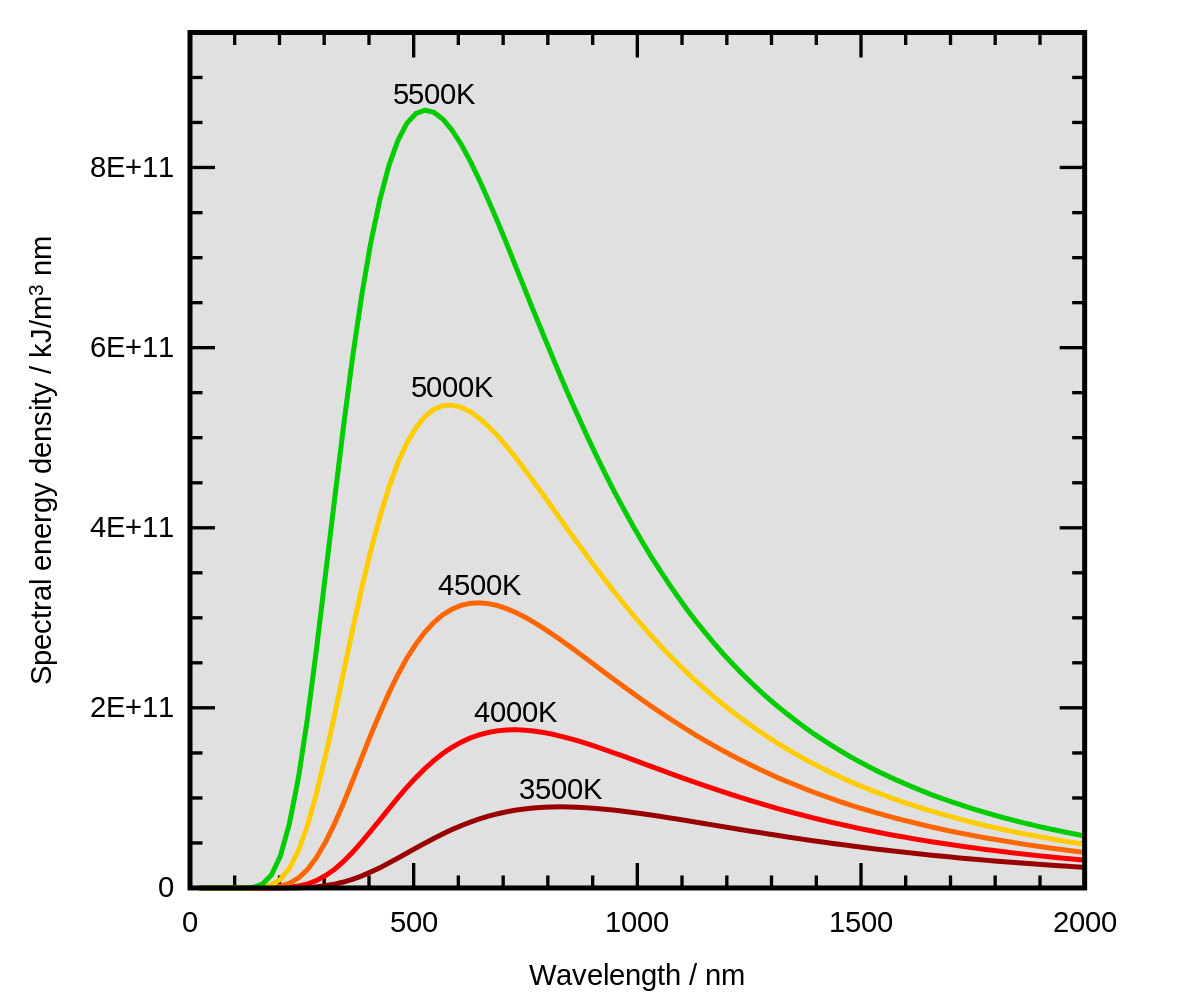 5500K
8E+11
5000K
6E+11
Spectral energy density / kJ/m³ nm
4E+11
4500K
2E+11
4000K
3500K
0
0 500 1000 1500 2000
Wavelength / nm